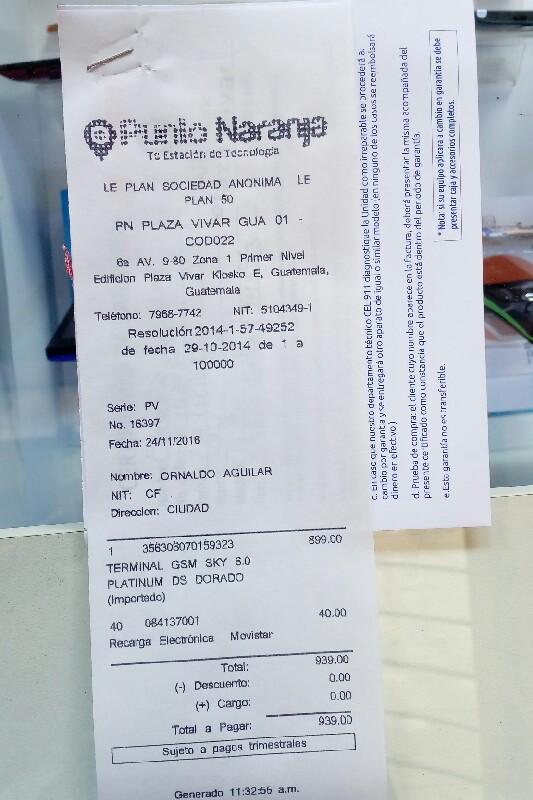 Punto Naranja
Tu Estación de Tecnología
LE PLAN SOCIEDAD ANONIMA LE
PLAN 50
PN PLAZA VIVAR GUA 01 -
COD022
6a AV. 9-80 Zona 1 Primer Nivel
Edificion Plaza Vivar Kiosko E, Guatemala,
Guatemala
Teléfono: 7968-7742 NIT: 5104349-1
Resolución 2014-1-57-49252
de fecha 29-10-2014 de 1 a
100000
Serie: PV
No. 16397
Fecha: 24/11/2016
Nombre: ORNALDO AGUILAR
NIT: CF
Direccion: CIUDAD
1 356308070159323 899.00
TERMINAL GSM SKY 6.0
PLATINUM DS DORADO
(Importado)
40 084137001 40.00
Recarga Electrónica Movistar
Total: 939.00
(-) Descuento: 0.00
(+) Cargo: 0.00
Total a Pagar: 939.00
Sujeto a pagos trimestrales
Generado 11:32:56 a.m.
c. En caso que nuestro departamento técnico CEL911 diagnostique la Unidad como irreparable se procederá a
cambio por garantía y se entregará otro aparato de igual o similar modelo (en ninguno de los casos se reembolsará
dinero en efectivo)
d. Prueba de compra: el cliente cuyo nombre aparece en la factura, deberá presentar la misma acompañada del
presente certificado como constancia que el producto está dentro del periodo de garantía.
e. Esta garantía no es transferible.
* Nota: si su equipo aplicara a cambio en garantía se debe
presentar caja y accesorios completos.